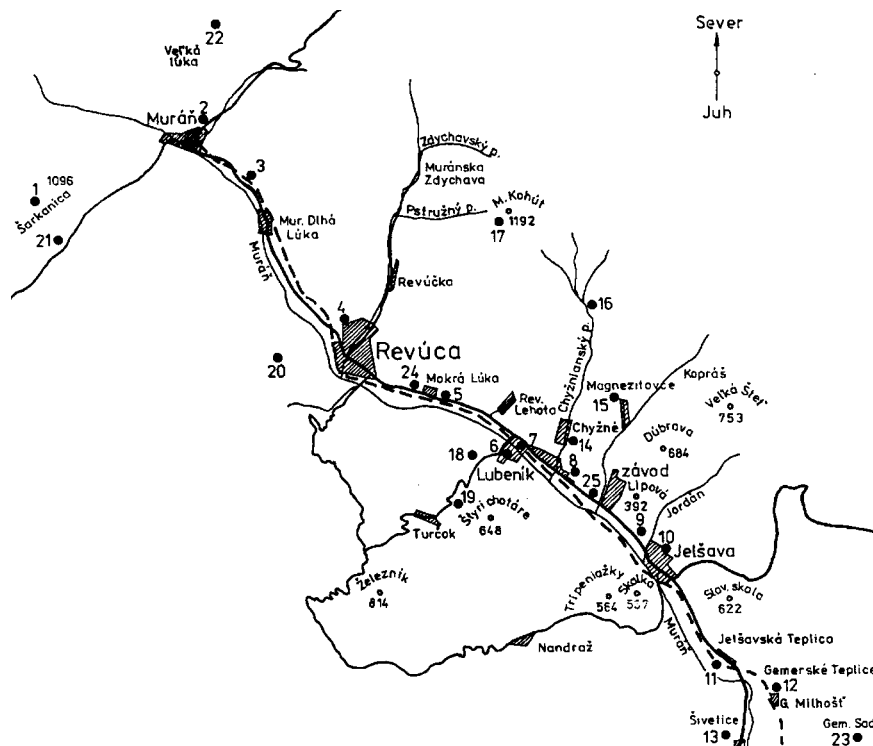 Sever
Juh
22
Veľká
lúka
Muráň
2
3
1
1096
Šarkanica
21
Mur. Dlhá
Lúka
Muráň
Zdychavský p.
Muránska
Zdychava
Pstružný p.
M. Kohút
1192
17
Revúčka
4
Revúca
20
24
Mokrá Lúka
5
Rev.
Lehota
16
Chyžnianský p.
Magnezitovce
15
Kopráš
Veľká Šteť
753
Chyžné
14
Dúbrava
684
18
6
7
Lubeník
8
25
závod
Lipová
392
Jordán
19
Štyri chotáre
648
Turčok
9
10
Jelšava
Železník
814
Tri peniažky
564
Skalka
Slov. skala
622
Nandraž
Muráň
Jelšavská Teplica
11
Gemerské Teplice
12
G. Milhošť
Šivetice
13
Gem. Sad
23